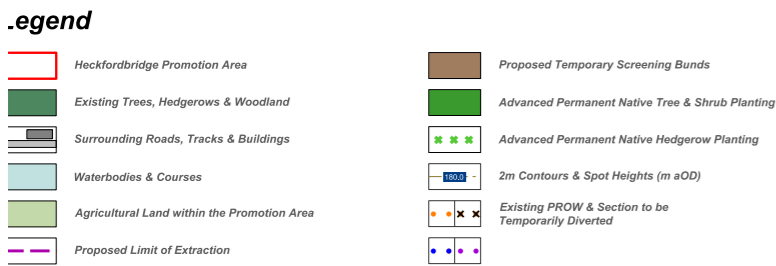 Legend
Heckfordbridge Promotion Area
Existing Trees, Hedgerows & Woodland
Surrounding Roads, Tracks & Buildings
Waterbodies & Courses
Agricultural Land within the Promotion Area
Proposed Limit of Extraction
Proposed Temporary Screening Bunds
Advanced Permanent Native Tree & Shrub Planting
Advanced Permanent Native Hedgerow Planting
180.0
2m Contours & Spot Heights (m aOD)
Existing PROW & Section to be
Temporarily Diverted